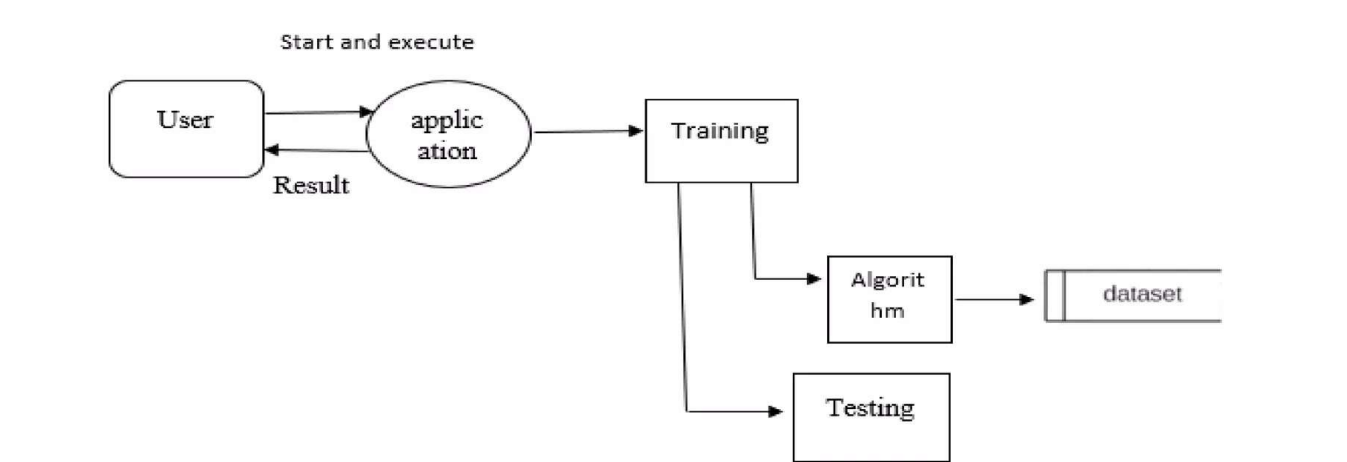 Start and execute
User
applic
ation
Result
Training
Algorit
hm
dataset
Testing